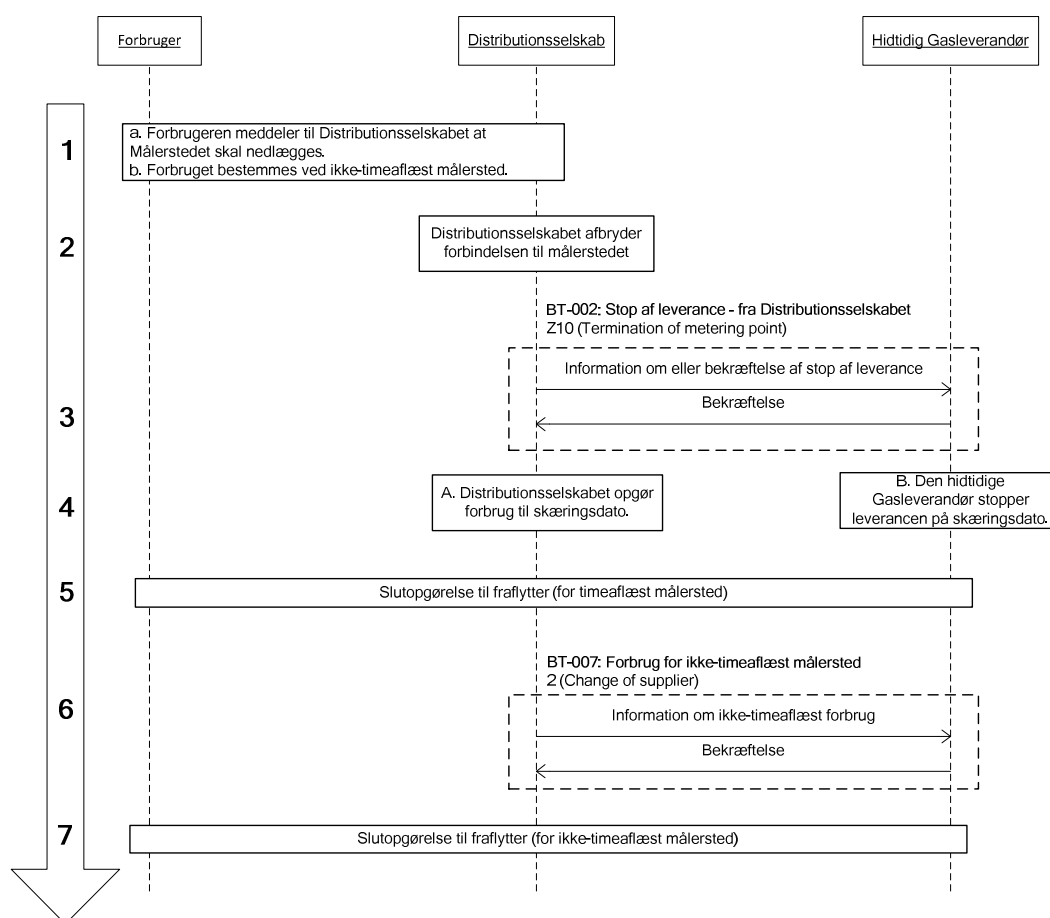 Forbruger
Distributionsselskab
Hidtidig Gasleverandør
1
a. Forbrugeren meddeler til Distributionsselskabet at
Målerstedet skal nedlægges.
b. Forbruget bestemmes ved ikke-timeaflæst målersted.
2
Distributionsselskabet afbryder
forbindelsen til målerstedet
BT-002: Stop af leverance - fra Distributionsselskabet
Z10 (Termination of metering point)
3
Information om eller bekræftelse af stop af leverance
Bekræftelse
4
A. Distributionsselskabet opgør
forbrug til skæringsdato.
B. Den hidtidige
Gasleverandør stopper
leverancen på skæringsdato.
5
Slutopgørelse til fraflytter (for timeaflæst målersted)
BT-007: Forbrug for ikke-timeaflæst målersted
2 (Change of supplier)
6
Information om ikke-timeaflæst forbrug
Bekræftelse
7
Slutopgørelse til fraflytter (for ikke-timeaflæst målersted)